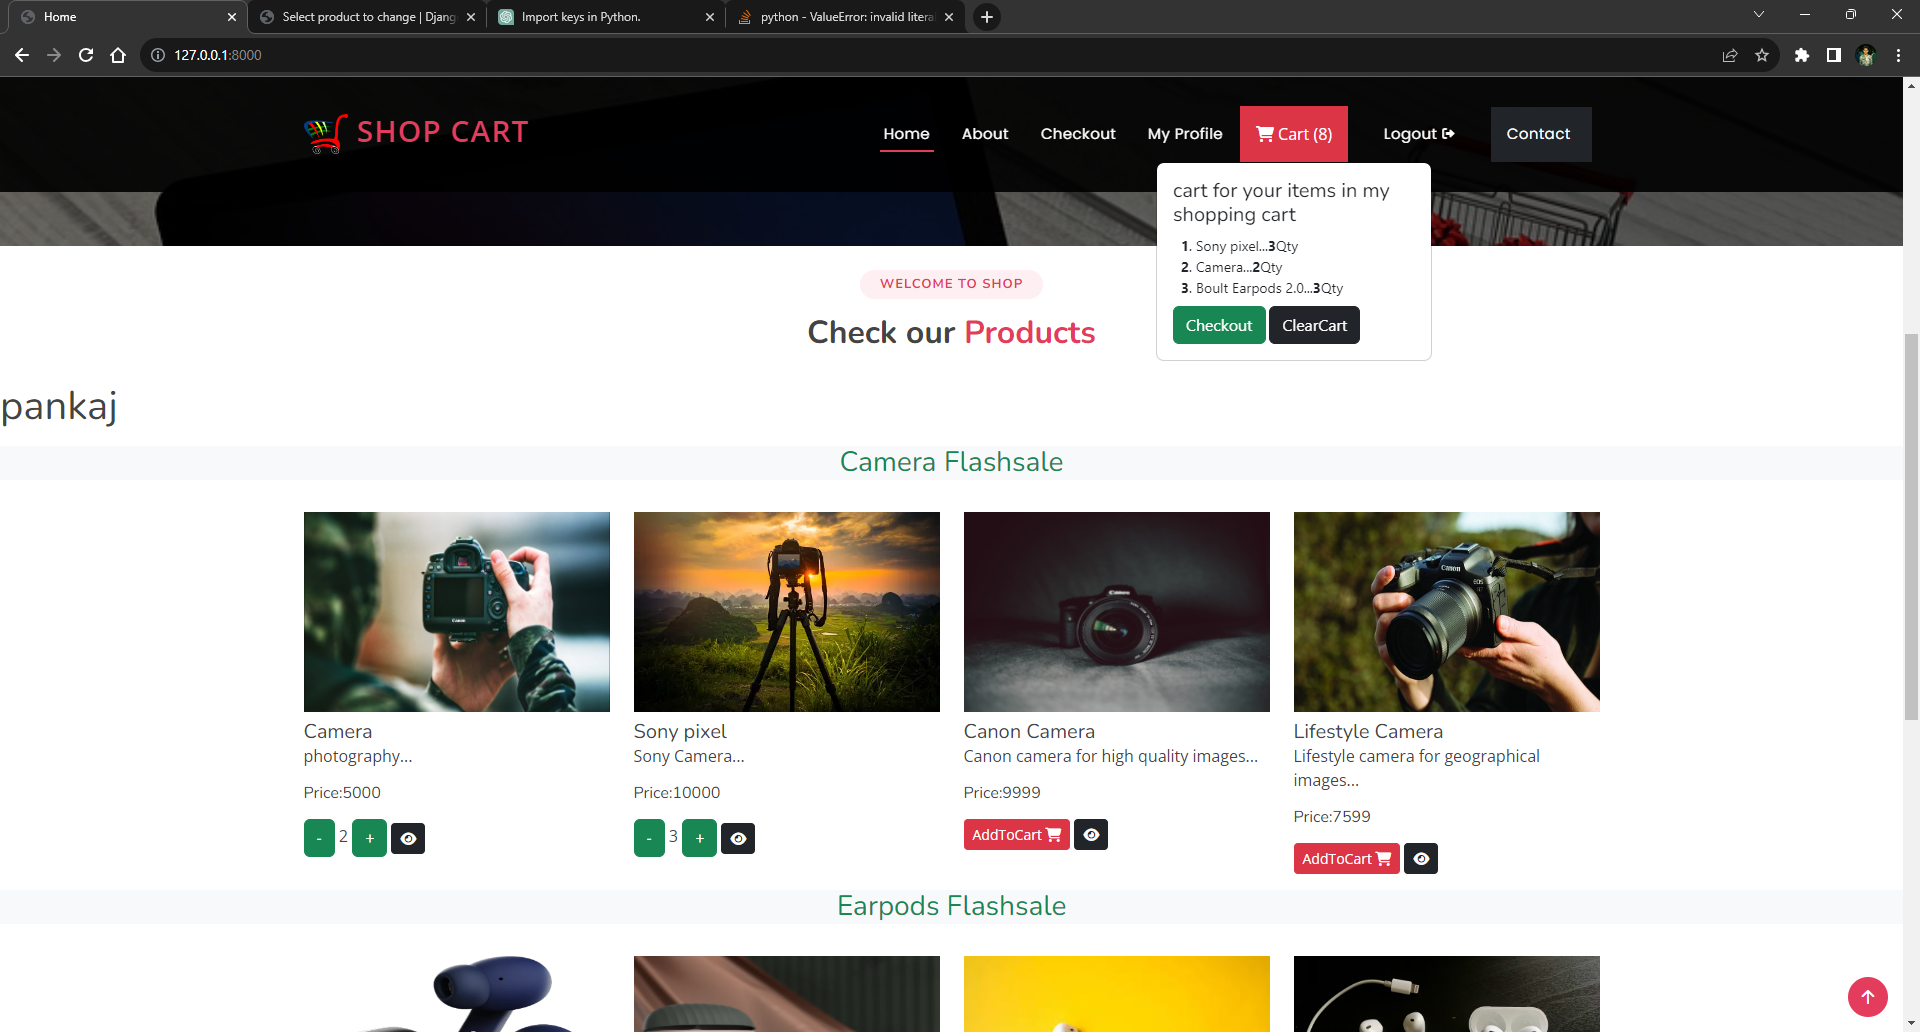 Home
Select product to change | Djang
Import keys in Python.
python - ValueError: invalid litera
127.0.0.1:8000
SHOP CART
Home About Checkout My Profile Cart (8) Logout Contact
cart for your items in my
shopping cart
1. Sony pixel...3Qty
2. Camera...2Qty
3. Boult Earpods 2.0...3Qty
Checkout ClearCart
WELCOME TO SHOP
Check our Products
pankaj
Camera Flashsale
Canon
Canon
Canon
Camera
photography...
Price:5000
- 2 +
Sony pixel
Sony Camera...
Price:10000
- 3 +
Canon Camera
Canon camera for high quality images...
Price:9999
AddToCart
Lifestyle Camera
Lifestyle camera for geographical
images...
Price:7599
AddToCart
Earpods Flashsale